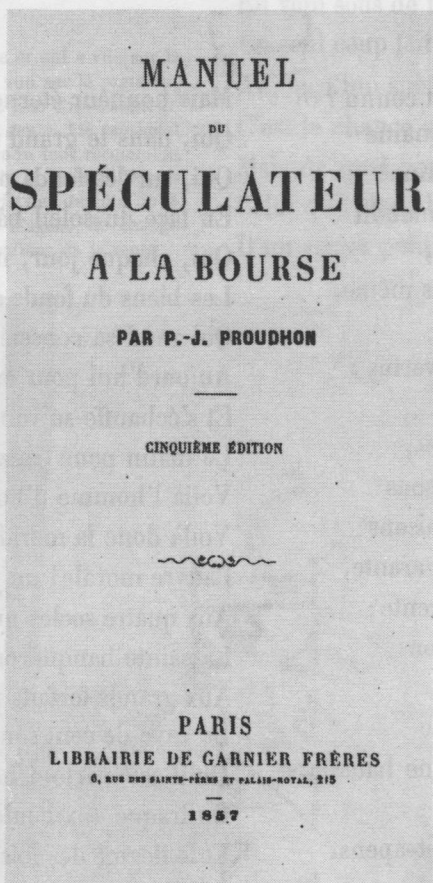 MANUEL
DU
SPÉCULATEUR
A LA BOURSE
PAR P.-J. PROUDHON
CINQUIÈME ÉDITION
PARIS
LIBRAIRIE DE GARNIER FRÈRES
6, RUE DES SAINTS-PÈRES ET PALAIS-ROYAL, 215
1857